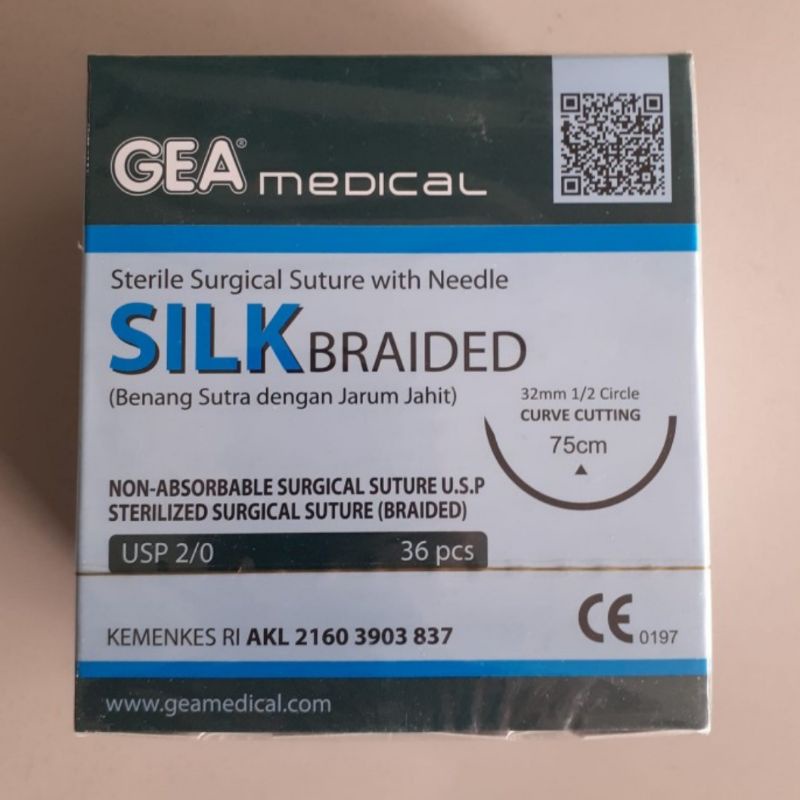 GEA® medical
Sterile Surgical Suture with Needle
SILK BRAIDED
(Benang Sutra dengan Jarum Jahit)
32mm 1/2 Circle
CURVE CUTTING
75cm
NON-ABSORBABLE SURGICAL SUTURE U.S.P
STERILIZED SURGICAL SUTURE (BRAIDED)
USP 2/0 36 pcs
KEMENKES RI AKL 2160 3903 837
CE 0197
www.geamedical.com